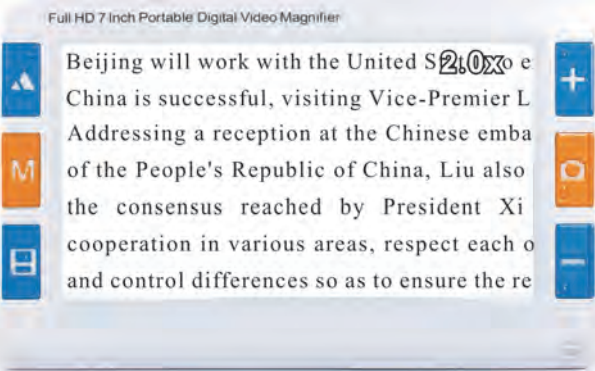 Full HD 7 Inch Portable Digital Video Magnifier
Beijing will work with the United S 2.0x o e
China is successful, visiting Vice-Premier L
Addressing a reception at the Chinese emba
of the People's Republic of China, Liu also
the consensus reached by President Xi
cooperation in various areas, respect each o
and control differences so as to ensure the re
M